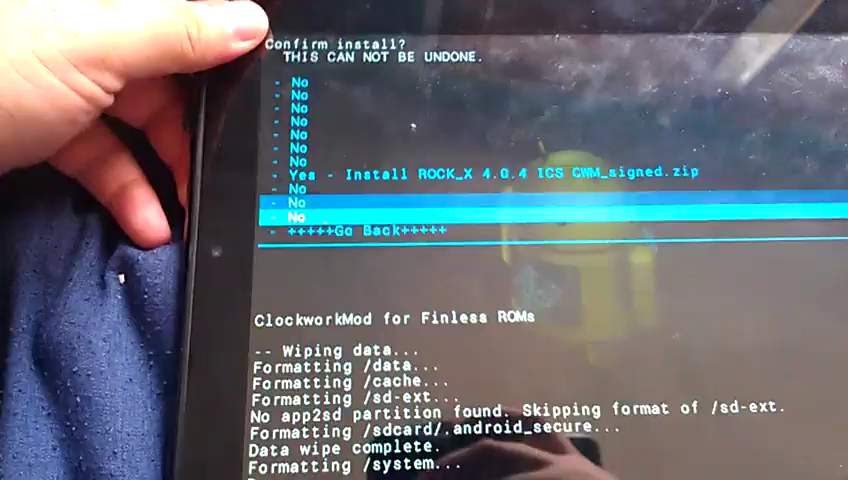 Confirm install?
THIS CAN NOT BE UNDONE.
- No
- No
- No
- No
- No
- No
- No
- Yes - Install ROCK_X 4.0.4 ICS CWM_signed.zip
- No
- No
- No
- +++++Go Back+++++
ClockworkMod for Finless ROMs
-- Wiping data...
Formatting /data...
Formatting /cache...
Formatting /sd-ext...
No app2sd partition found. Skipping format of /sd-ext.
Formatting /sdcard/.android_secure...
Data wipe complete.
Formatting /system...